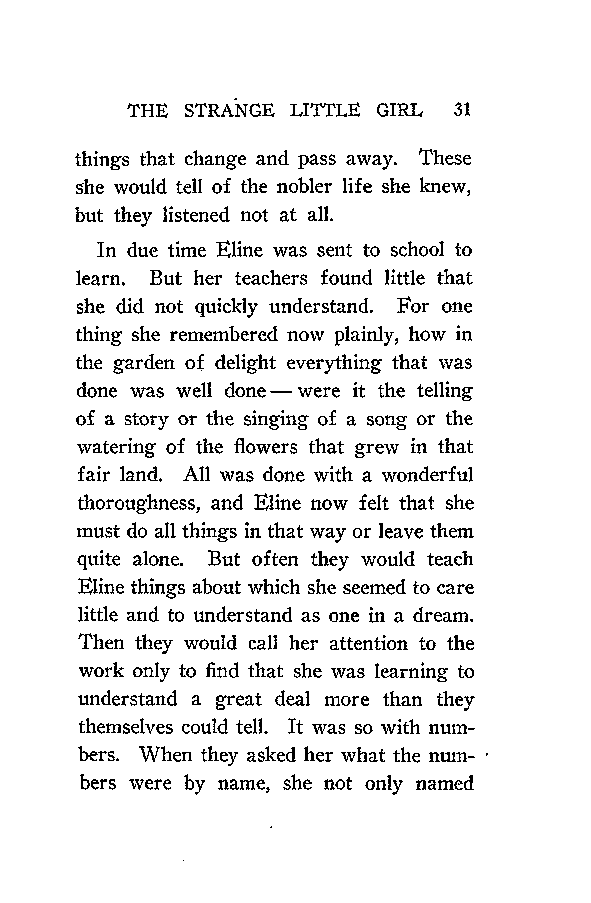 THE STRANGE LITTLE GIRL 31
things that change and pass away. These
she would tell of the nobler life she knew,
but they listened not at all.
In due time Eline was sent to school to
learn. But her teachers found little that
she did not quickly understand. For one
thing she remembered now plainly, how in
the garden of delight everything that was
done was well done — were it the telling
of a story or the singing of a song or the
watering of the flowers that grew in that
fair land. All was done with a wonderful
thoroughness, and Eline now felt that she
must do all things in that way or leave them
quite alone. But often they would teach
Eline things about which she seemed to care
little and to understand as one in a dream.
Then they would call her attention to the
work only to find that she was learning to
understand a great deal more than they
themselves could tell. It was so with num-
bers. When they asked her what the num-
bers were by name, she not only named